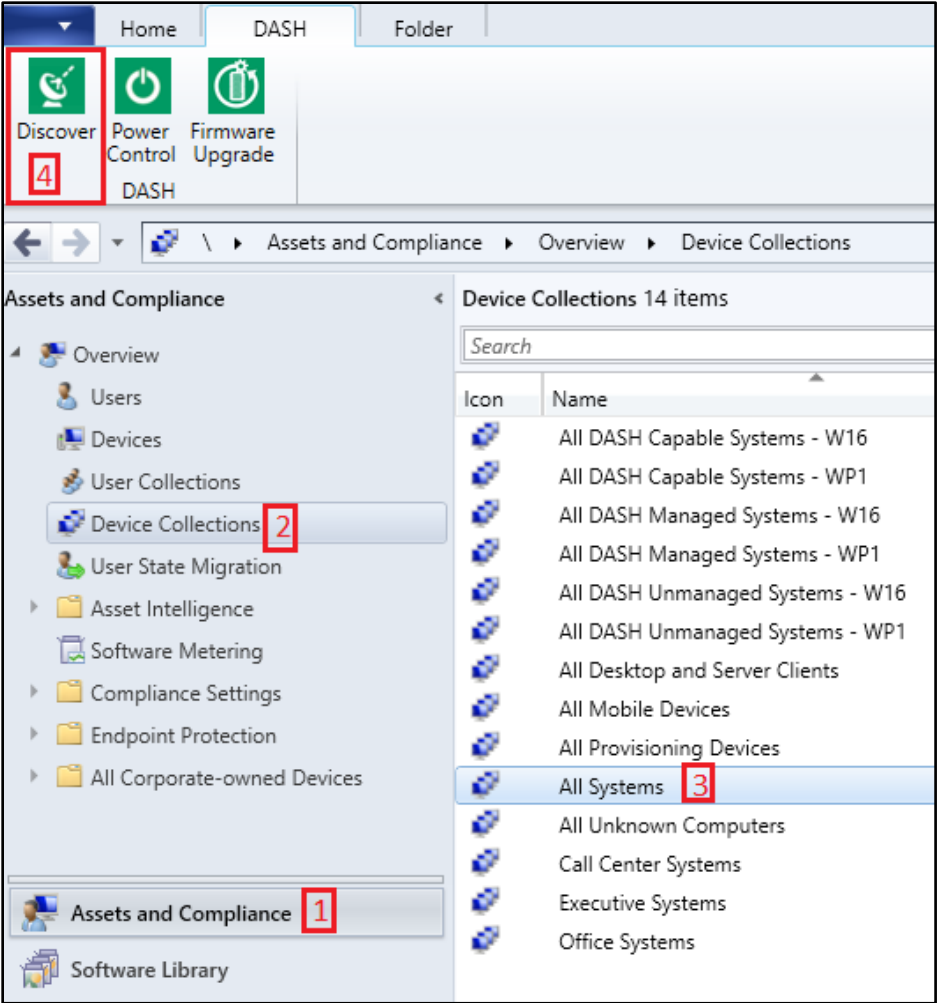 Home DASH Folder
Discover Power Control Firmware Upgrade
4
DASH
\ Assets and Compliance Overview Device Collections
Assets and Compliance
Overview
Users
Devices
User Collections
Device Collections 2
User State Migration
Asset Intelligence
Software Metering
Compliance Settings
Endpoint Protection
All Corporate-owned Devices
Assets and Compliance 1
Software Library
Device Collections 14 items
Search
Icon Name
All DASH Capable Systems - W16
All DASH Capable Systems - WP1
All DASH Managed Systems - W16
All DASH Managed Systems - WP1
All DASH Unmanaged Systems - W16
All DASH Unmanaged Systems - WP1
All Desktop and Server Clients
All Mobile Devices
All Provisioning Devices
All Systems 3
All Unknown Computers
Call Center Systems
Executive Systems
Office Systems